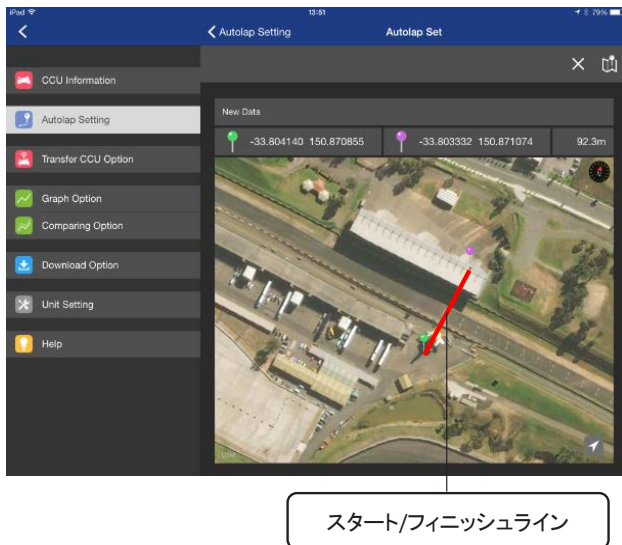 iPad 13:51 79%
Autolap Setting Autolap Set
CCU Information
Autolap Setting
Transfer CCU Option
Graph Option
Comparing Option
Download Option
Unit Setting
Help
New Data
-33.804140 150.870855 -33.803332 150.871074 92.3m
スタート/フィニッシュライン